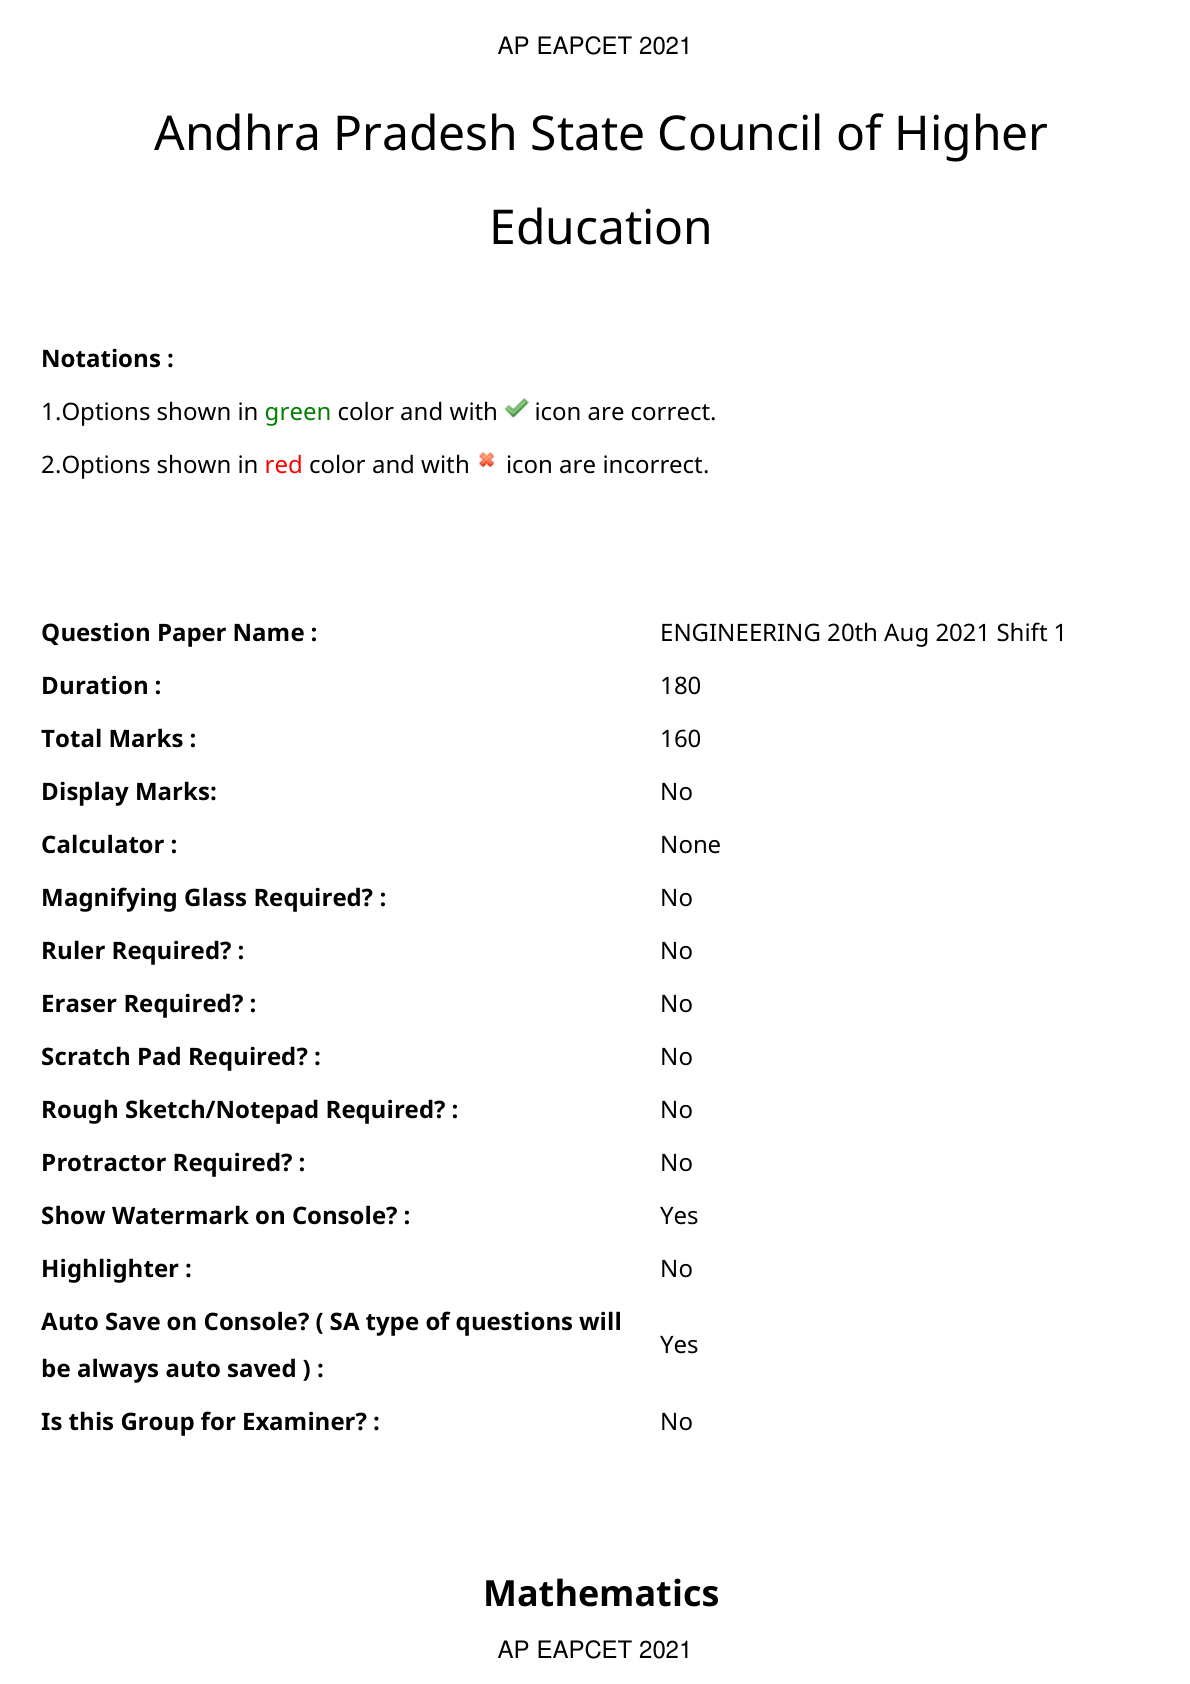 AP EAPCET 2021
Andhra Pradesh State Council of Higher
Education
Notations :
1.Options shown in green color and with icon are correct.
2.Options shown in red color and with icon are incorrect.
Question Paper Name : ENGINEERING 20th Aug 2021 Shift 1
Duration : 180
Total Marks : 160
Display Marks: No
Calculator : None
Magnifying Glass Required? : No
Ruler Required? : No
Eraser Required? : No
Scratch Pad Required? : No
Rough Sketch/Notepad Required? : No
Protractor Required? : No
Show Watermark on Console? : Yes
Highlighter : No
Auto Save on Console? ( SA type of questions will
be always auto saved ) : Yes
Is this Group for Examiner? : No
Mathematics
AP EAPCET 2021